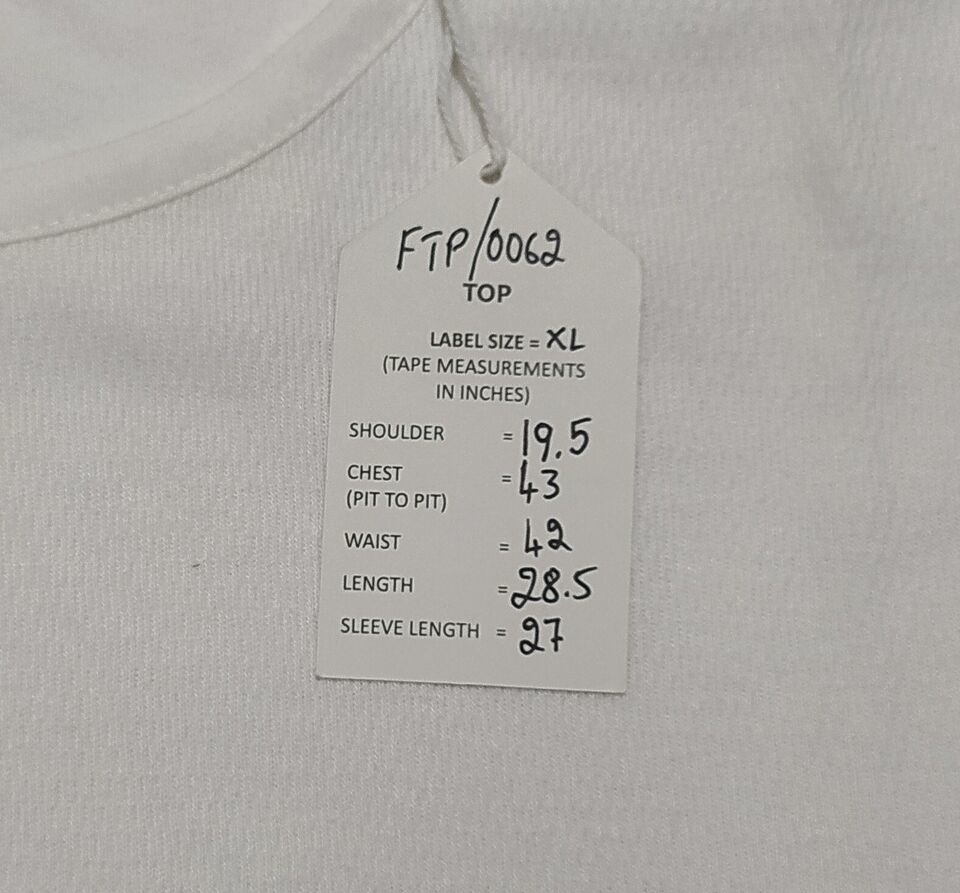 FTP/0062
TOP
LABEL SIZE = XL
(TAPE MEASUREMENTS
IN INCHES)
SHOULDER = 19.5
CHEST = 43
(PIT TO PIT)
WAIST = 42
LENGTH = 28.5
SLEEVE LENGTH = 27